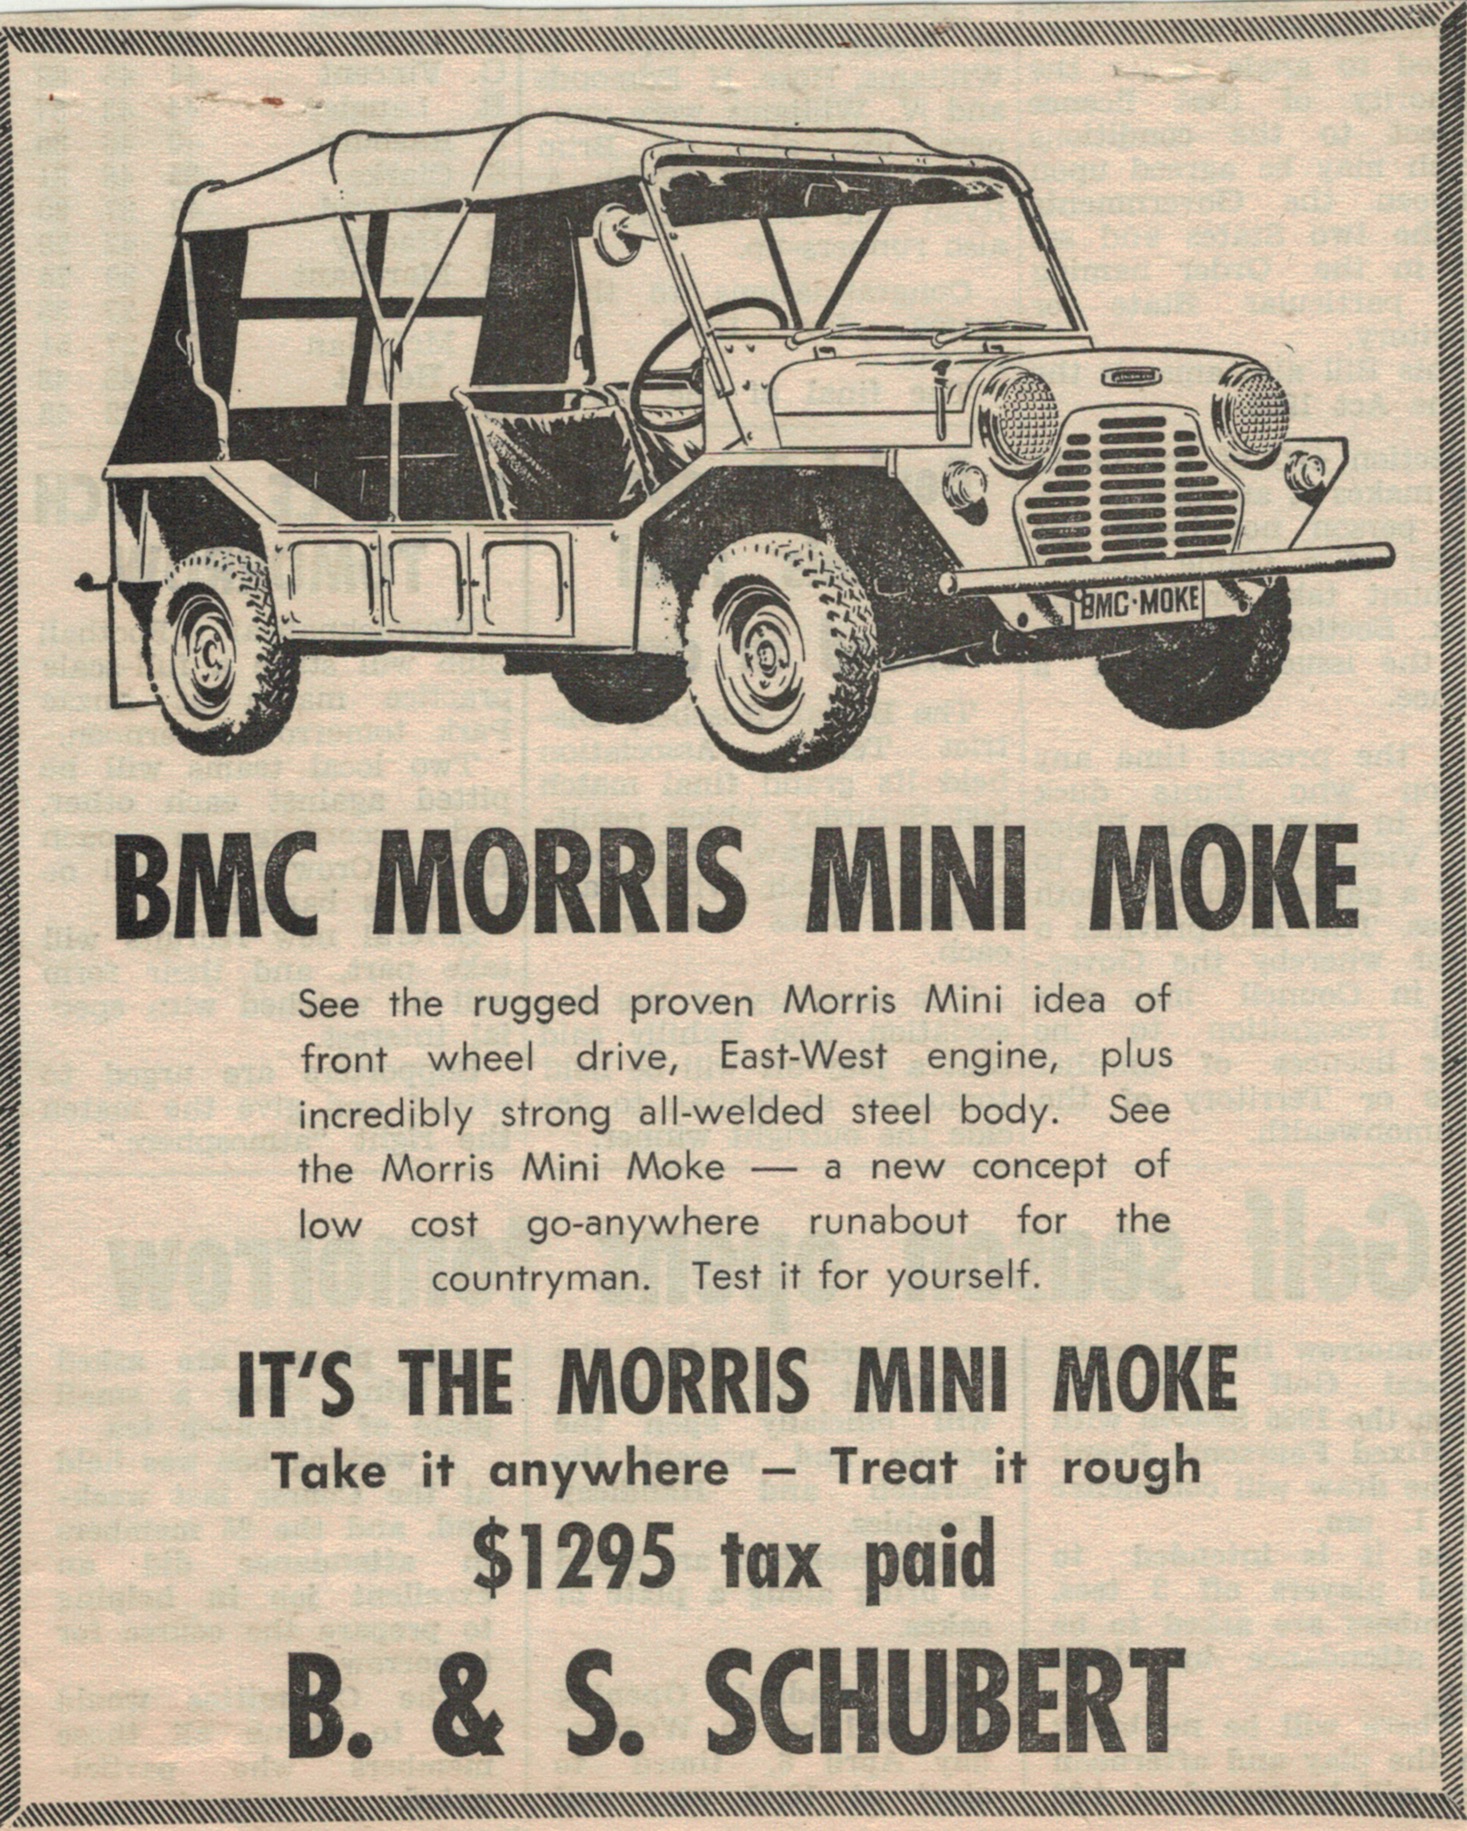 BMC·MOKE
BMC MORRIS MINI MOKE
See the rugged proven Morris Mini idea of
front wheel drive, East-West engine, plus
incredibly strong all-welded steel body. See
the Morris Mini Moke — a new concept of
low cost go-anywhere runabout for the
countryman. Test it for yourself.
IT'S THE MORRIS MINI MOKE
Take it anywhere – Treat it rough
$1295 tax paid
B. & S. SCHUBERT